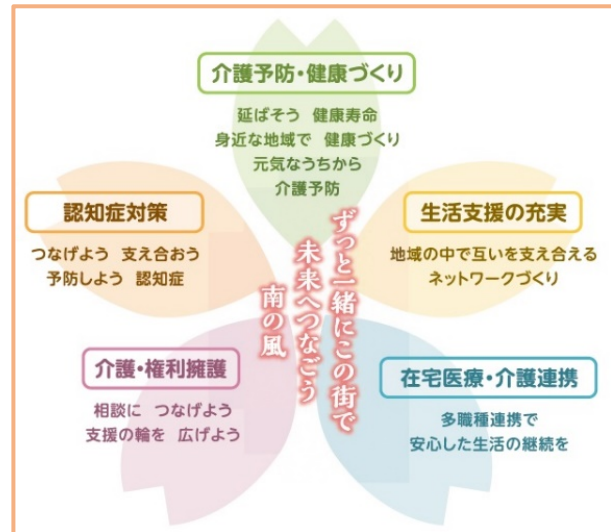 介護予防・健康づくり
延ばそう 健康寿命
身近な地域で 健康づくり
元気なうちから
介護予防
認知症対策
つなげよう 支え合おう
予防しよう 認知症
生活支援の充実
地域の中で互いを支え合える
ネットワークづくり
ずっと一緒にこの街で
未来へつなごう
南の風
介護・権利擁護
相談に つなげよう
支援の輪を 広げよう
在宅医療・介護連携
多職種連携で
安心した生活の継続を